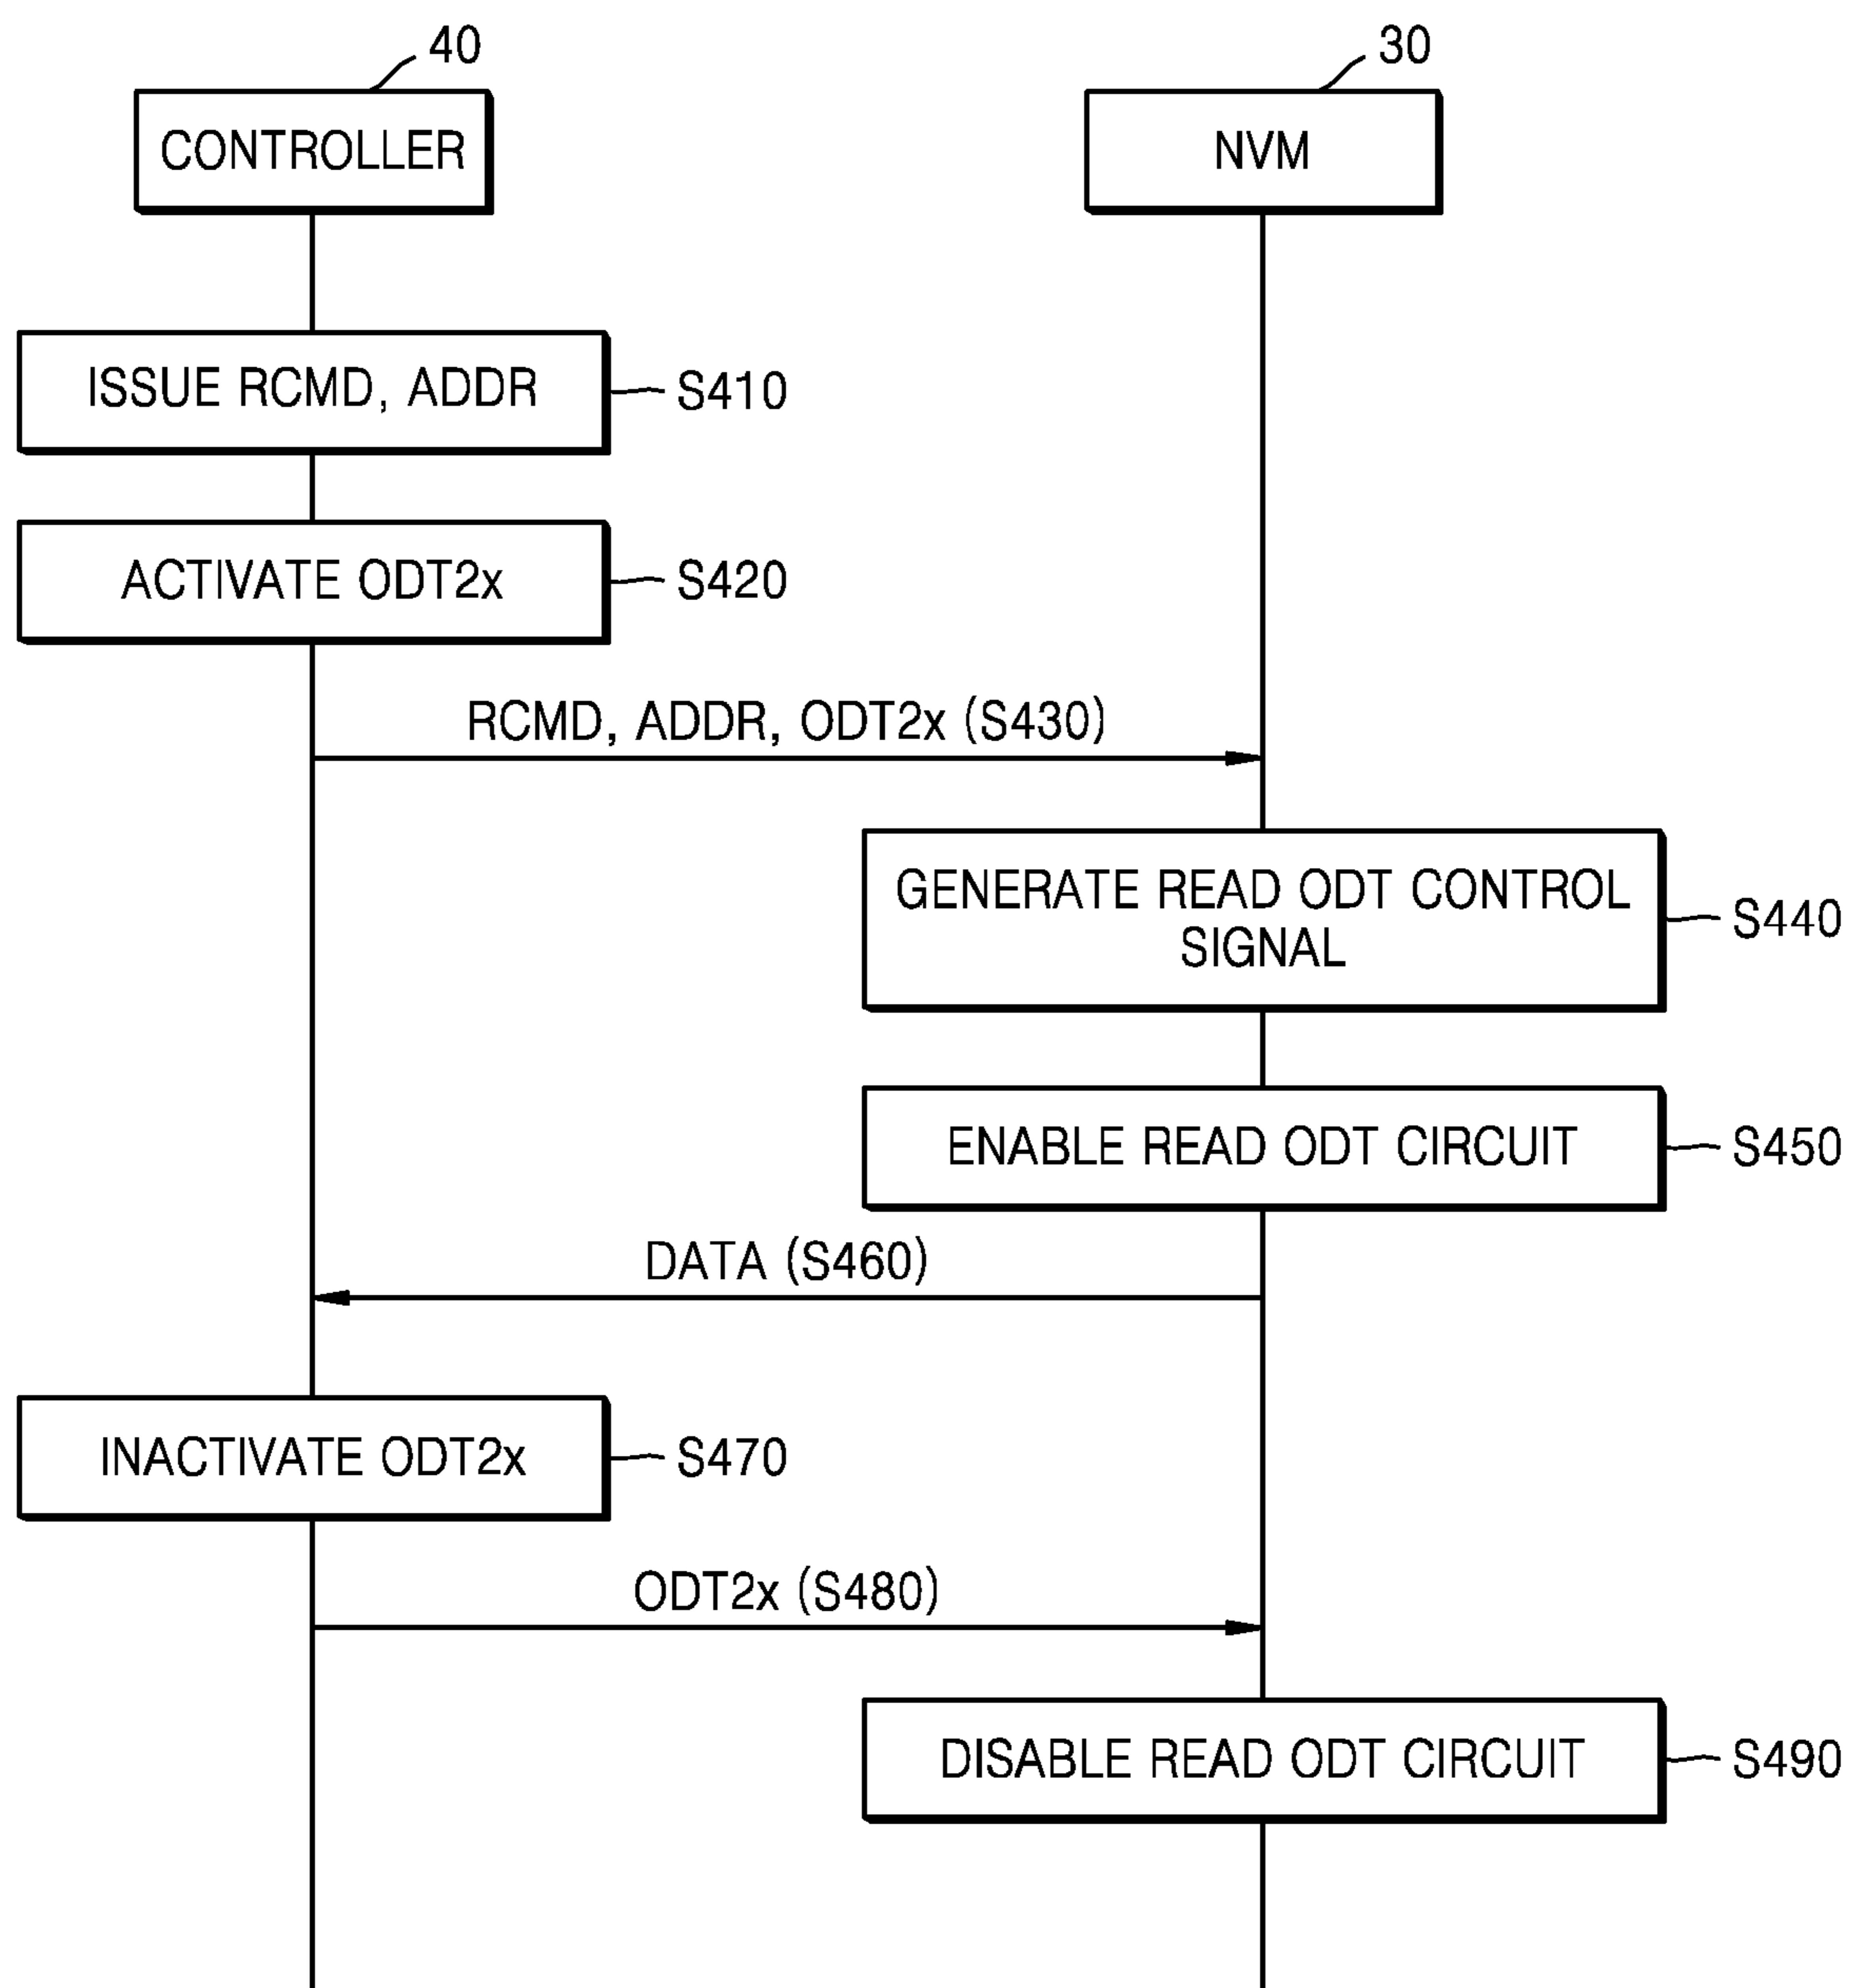 40
30
CONTROLLER
NVM
ISSUE RCMD, ADDR
S410
ACTIVATE ODT2x
S420
RCMD, ADDR, ODT2x (S430)
GENERATE READ ODT CONTROL
SIGNAL
S440
ENABLE READ ODT CIRCUIT
S450
DATA (S460)
INACTIVATE ODT2x
S470
ODT2x (S480)
DISABLE READ ODT CIRCUIT
S490